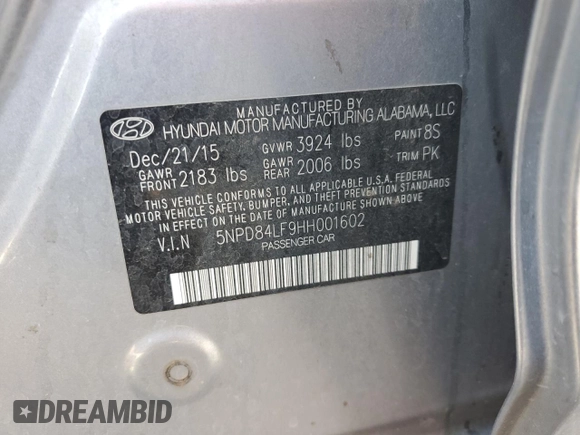 MANUFACTURED BY
HYUNDAI MOTOR MANUFACTURING ALABAMA, LLC
Dec/21/15 GVWR 3924 lbs PAINT 8S
GAWR FRONT 2183 lbs GAWR REAR 2006 lbs TRIM PK
THIS VEHICLE CONFORMS TO ALL APPLICABLE U.S.A. FEDERAL
MOTOR VEHICLE SAFETY, BUMPER, AND THEFT PREVENTION STANDARDS
IN EFFECT ON THE DATE OF MANUFACTURE SHOWN ABOVE.
V.I.N 5NPD84LF9HH001602
PASSENGER CAR
DREAMBID